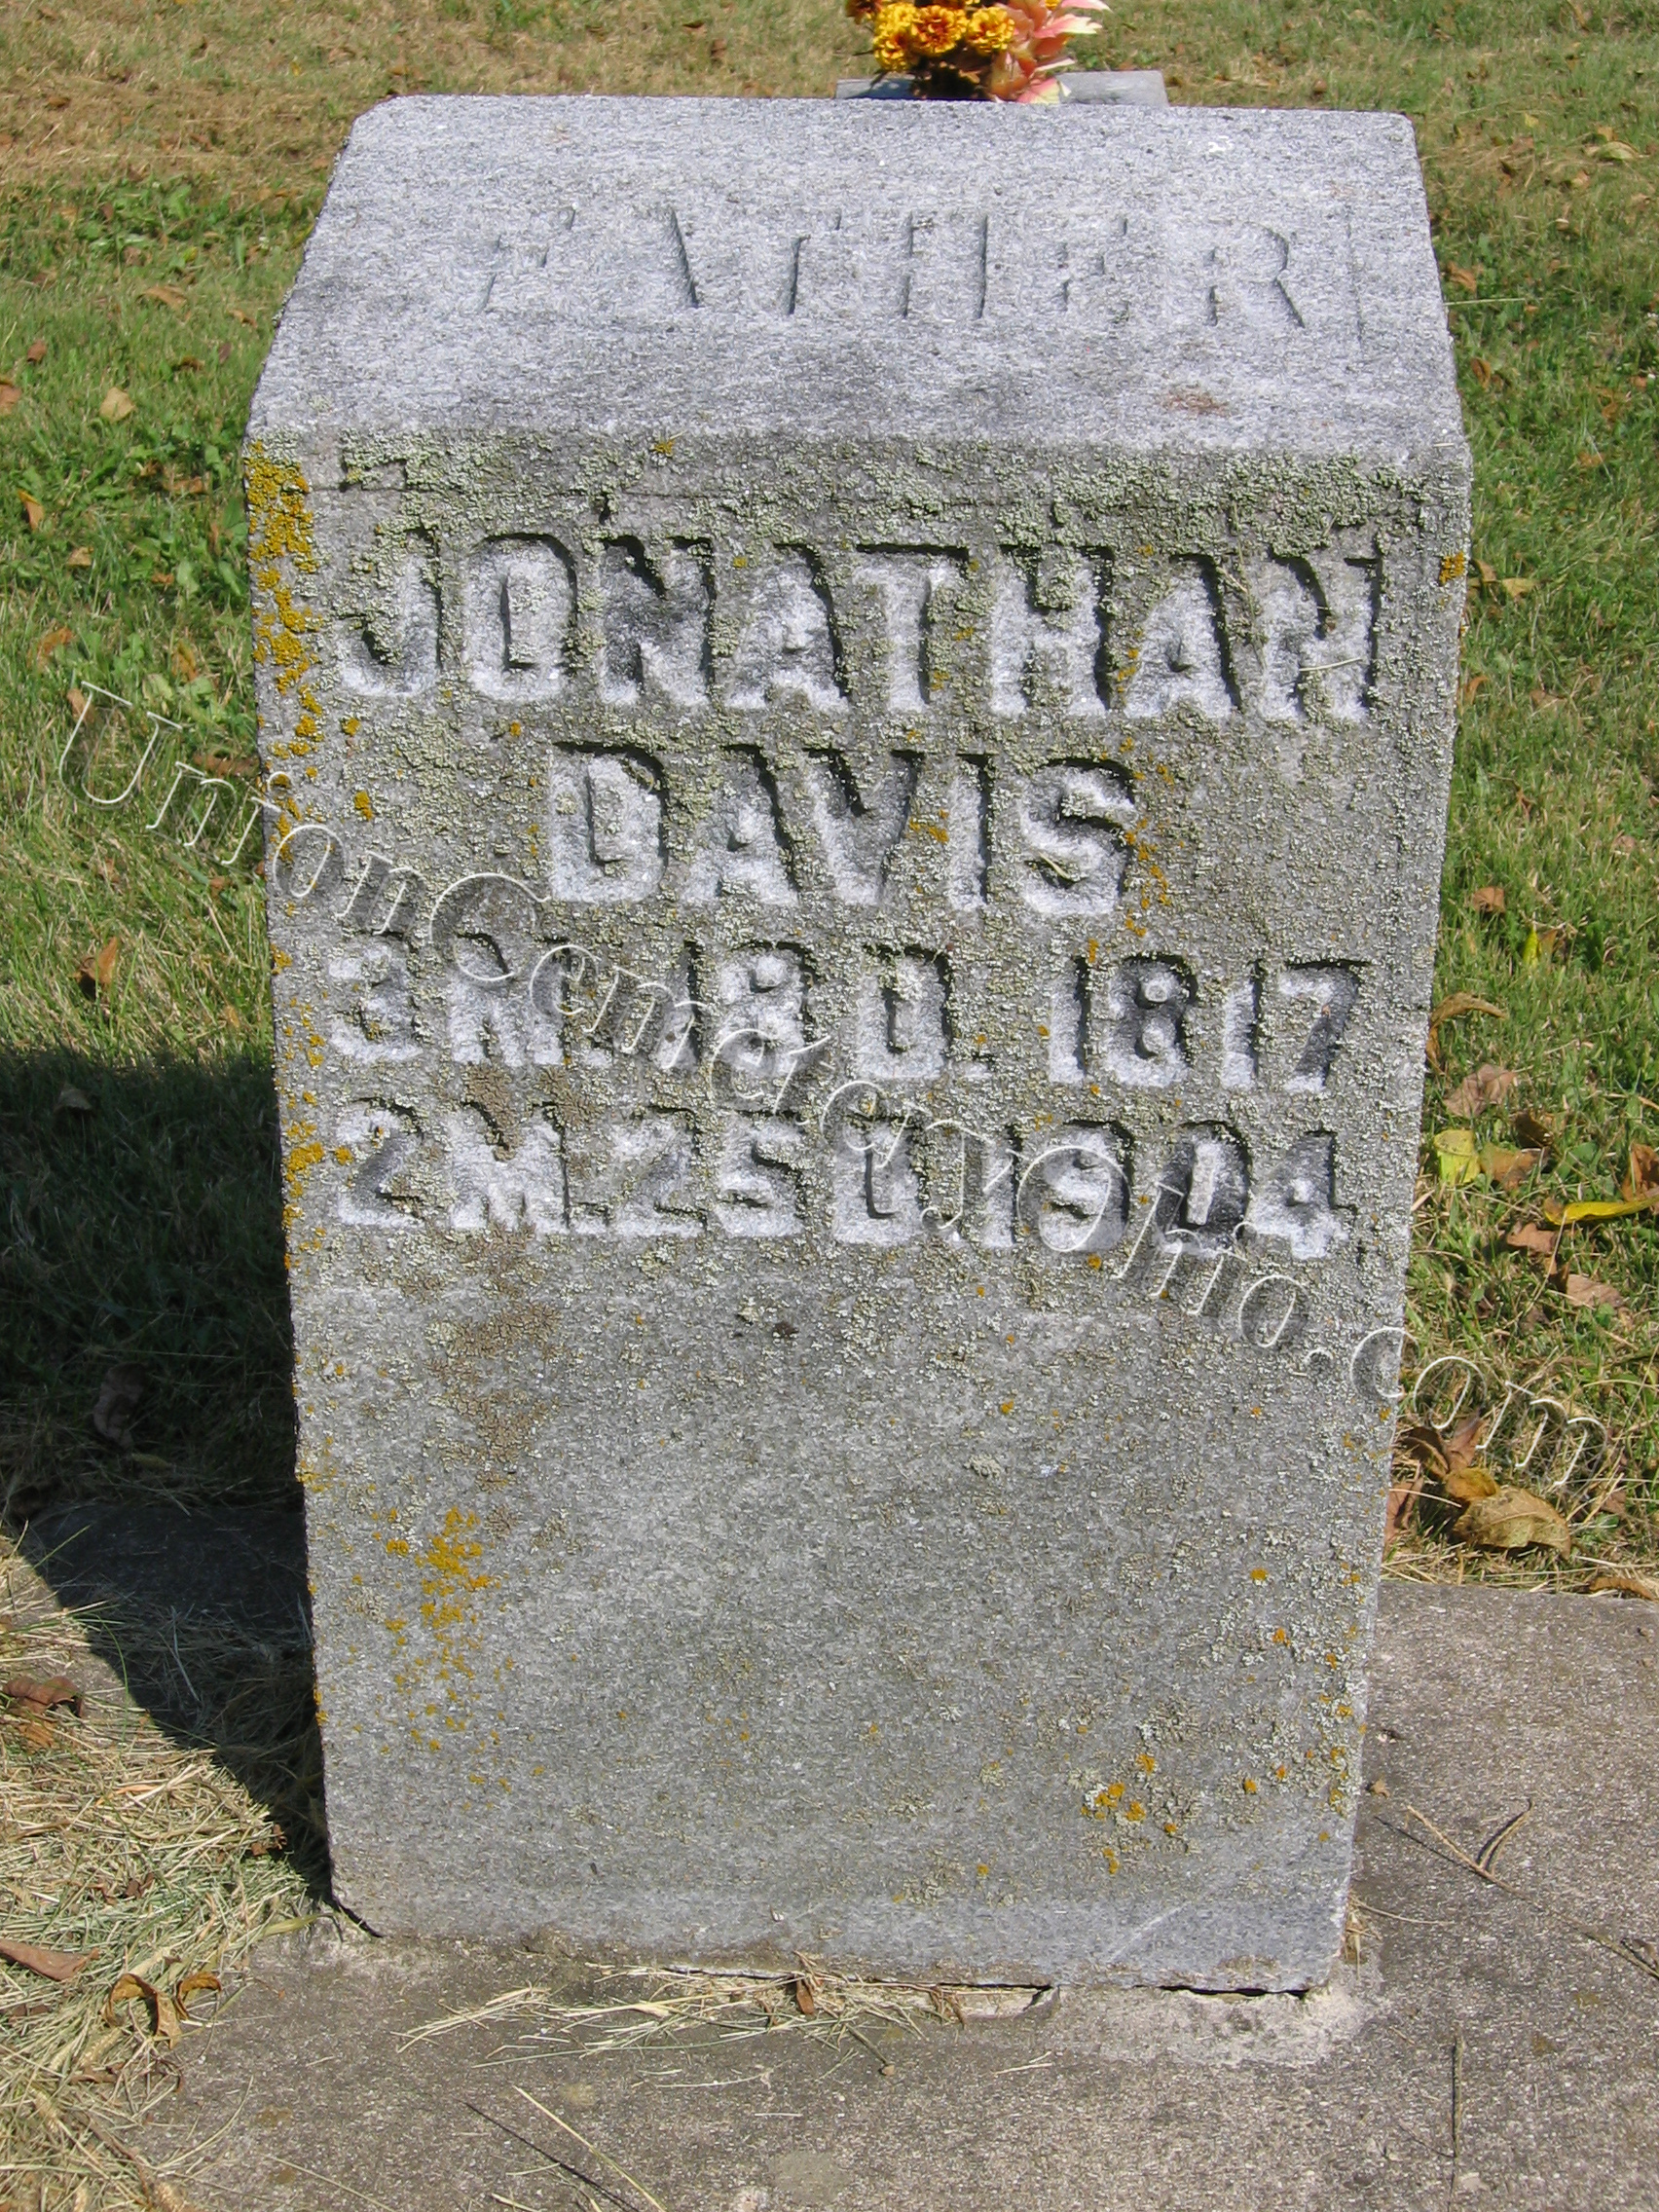 FATHER
JONATHAN
DAVIS
3 M. 18 D. 1817
2 M. 25 D. 1904
UnionCemeteryOhio.com